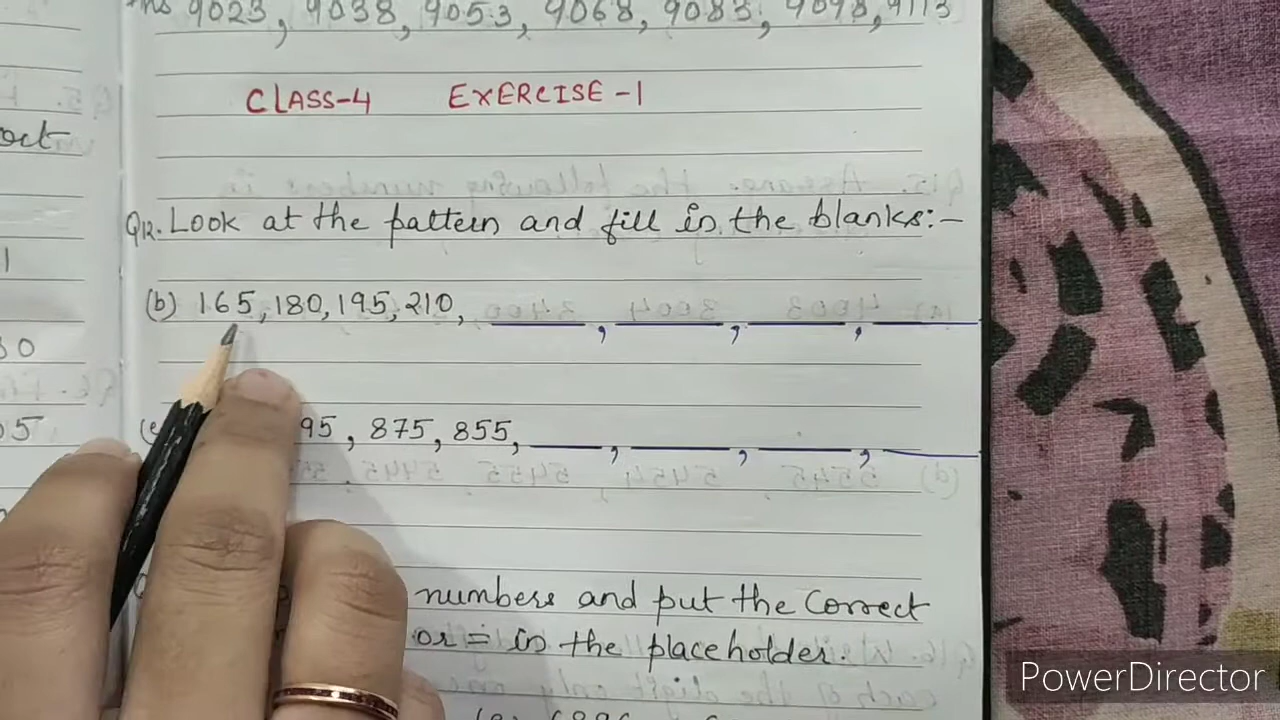 9023, 9038, 9053, 9068, 9083, 9098, 9113
CLASS-4 EXERCISE-1
oct
Q12. Look at the pattern and fill in the blanks:-
(b) 165, 180, 195, 210, ____, ____, ____, ____
95, 875, 855, ____, ____, ____, ____
numbers and put the correct
or = in the placeholder.
PowerDirector